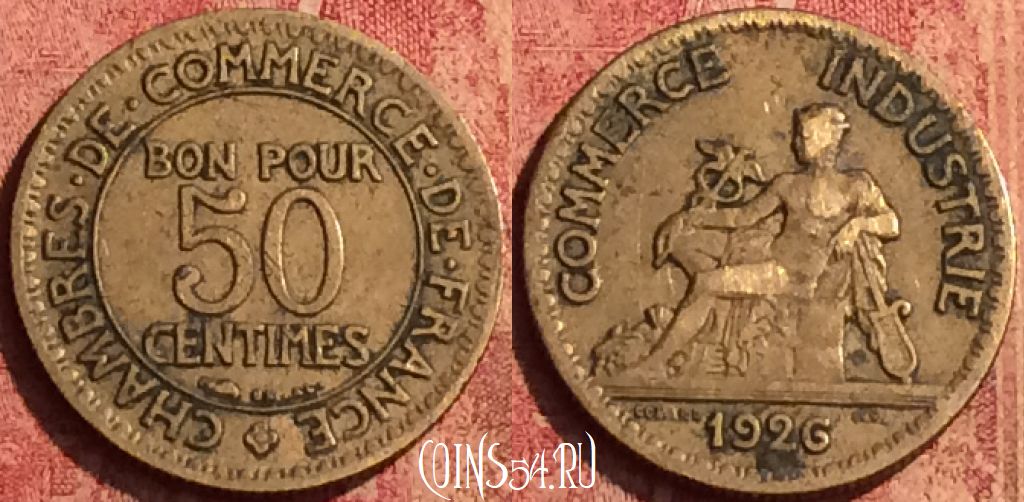 CHAMBRES · DE · COMMERCE · DE · FRANCE
BON POUR
50
CENTIMES
COMMERCE INDUSTRIE
1926
COINS54.RU